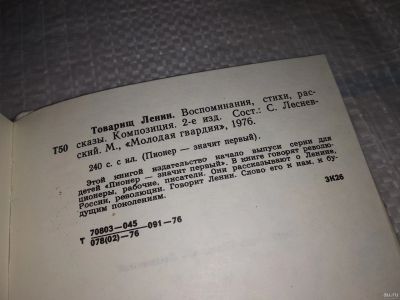 Товарищ Ленин. Воспоминания, стихи, рас-
Т50 сказы. Композиция. 2-е изд. Сост.: С. Леснев-
ский. М., «Молодая гвардия», 1976.
240 с. с ил. (Пионер — значит первый).
Этой книгой издательство начало выпуск серии для
детей «Пионер — значит первый». В книге говорят револю-
ционеры, рабочие, писатели. Они рассказывают о Ленине,
России, революции. Говорит Ленин. Слово его к нам, к бу-
дущим поколениям.
Т 70803—045
078(02)—76 091—76
3К26
au.ru